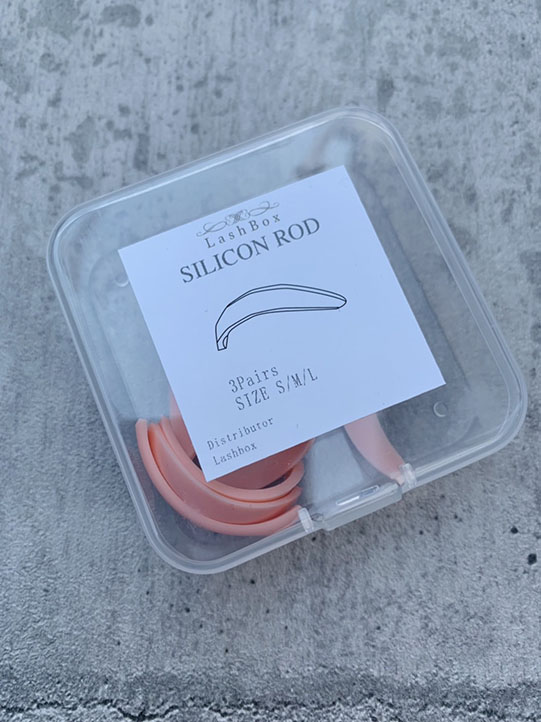 LashBox
SILICON ROD
3Pairs
SIZE S/M/L
Distributor
Lashbox